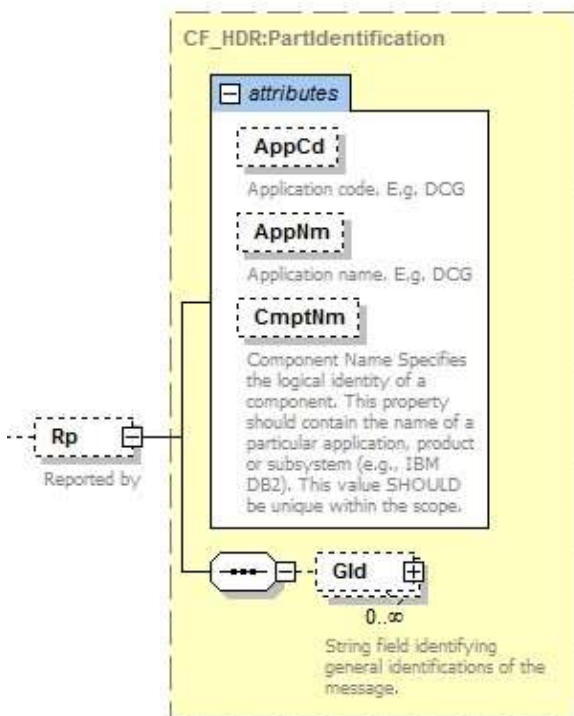 CF_HDR:PartIdentification
attributes
AppCd
Application code. E.g. DCG
AppNm
Application name. E.g. DCG
CmptNm
Component Name Specifies
the logical identity of a
component. This property
should contain the name of a
particular application, product
or subsystem (e.g., IBM
DB2). This value SHOULD
be unique within the scope.
Rp
Reported by
GId
0..∞
String field identifying
general identifications of the
message.